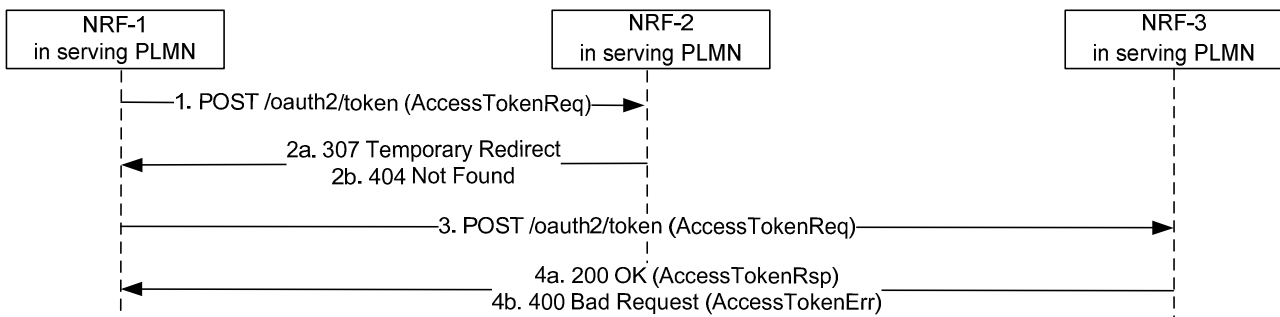 NRF-1
in serving PLMN
NRF-2
in serving PLMN
NRF-3
in serving PLMN
1. POST /oauth2/token (AccessTokenReq)
2a. 307 Temporary Redirect
2b. 404 Not Found
3. POST /oauth2/token (AccessTokenReq)
4a. 200 OK (AccessTokenRsp)
4b. 400 Bad Request (AccessTokenErr)